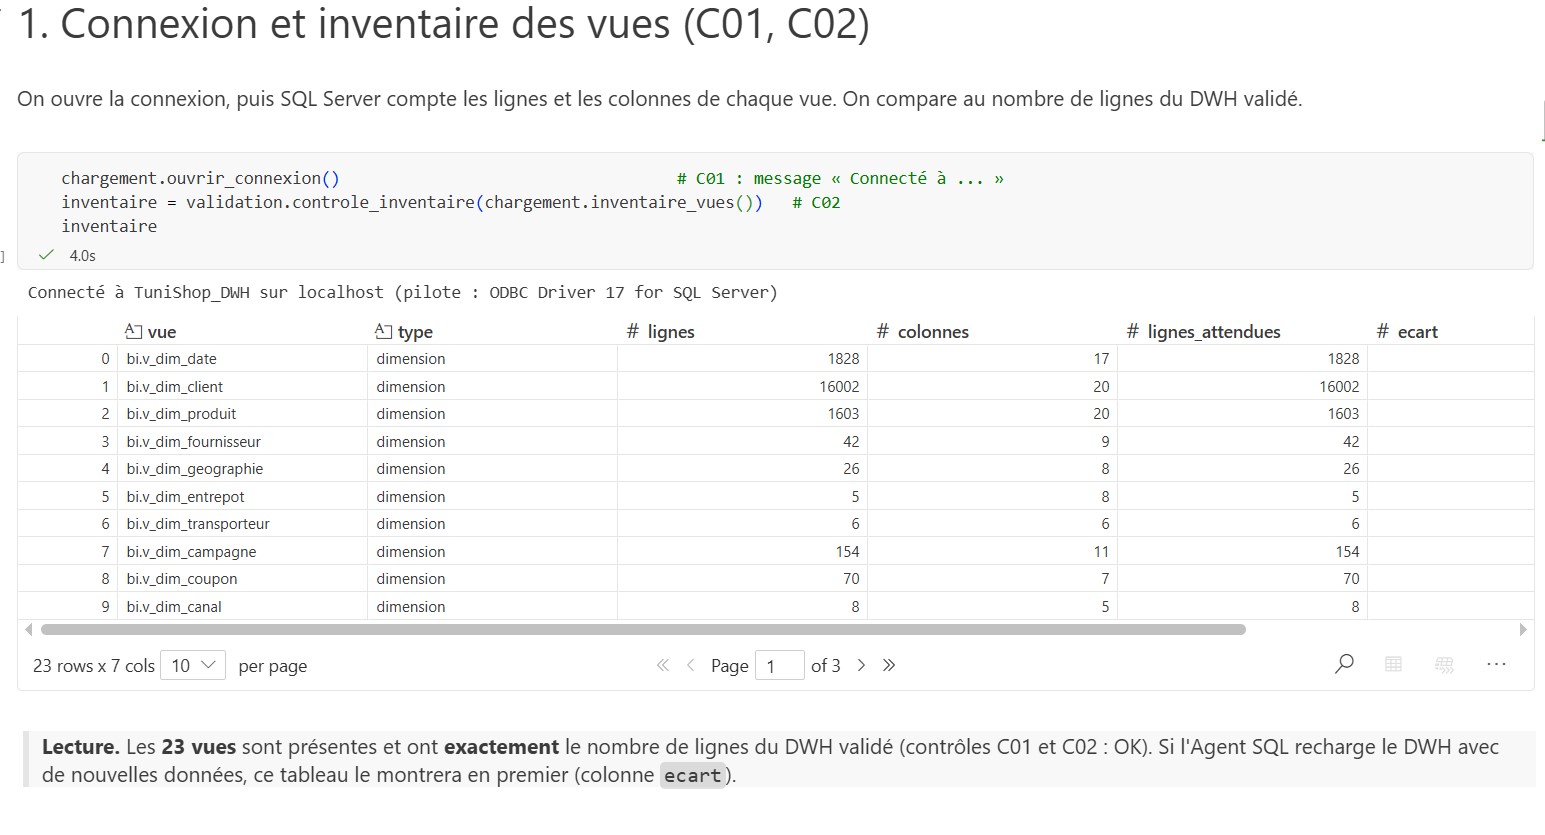 1. Connexion et inventaire des vues (C01, C02)
On ouvre la connexion, puis SQL Server compte les lignes et les colonnes de chaque vue. On compare au nombre de lignes du DWH validé.
chargement.ouvrir_connexion() # C01 : message « Connecté à ... »
inventaire = validation.controle_inventaire(chargement.inventaire_vues()) # C02
inventaire
] 4.0s
Connecté à TuniShop_DWH sur localhost (pilote : ODBC Driver 17 for SQL Server)
vue type # lignes # colonnes # lignes_attendues # ecart
0 bi.v_dim_date dimension 1828 17 1828
1 bi.v_dim_client dimension 16002 20 16002
2 bi.v_dim_produit dimension 1603 20 1603
3 bi.v_dim_fournisseur dimension 42 9 42
4 bi.v_dim_geographie dimension 26 8 26
5 bi.v_dim_entrepot dimension 5 8 5
6 bi.v_dim_transporteur dimension 6 6 6
7 bi.v_dim_campagne dimension 154 11 154
8 bi.v_dim_coupon dimension 70 7 70
9 bi.v_dim_canal dimension 8 5 8
23 rows x 7 cols 10 per page Page 1 of 3
Lecture. Les 23 vues sont présentes et ont exactement le nombre de lignes du DWH validé (contrôles C01 et C02 : OK). Si l'Agent SQL recharge le DWH avec
de nouvelles données, ce tableau le montrera en premier (colonne ecart).